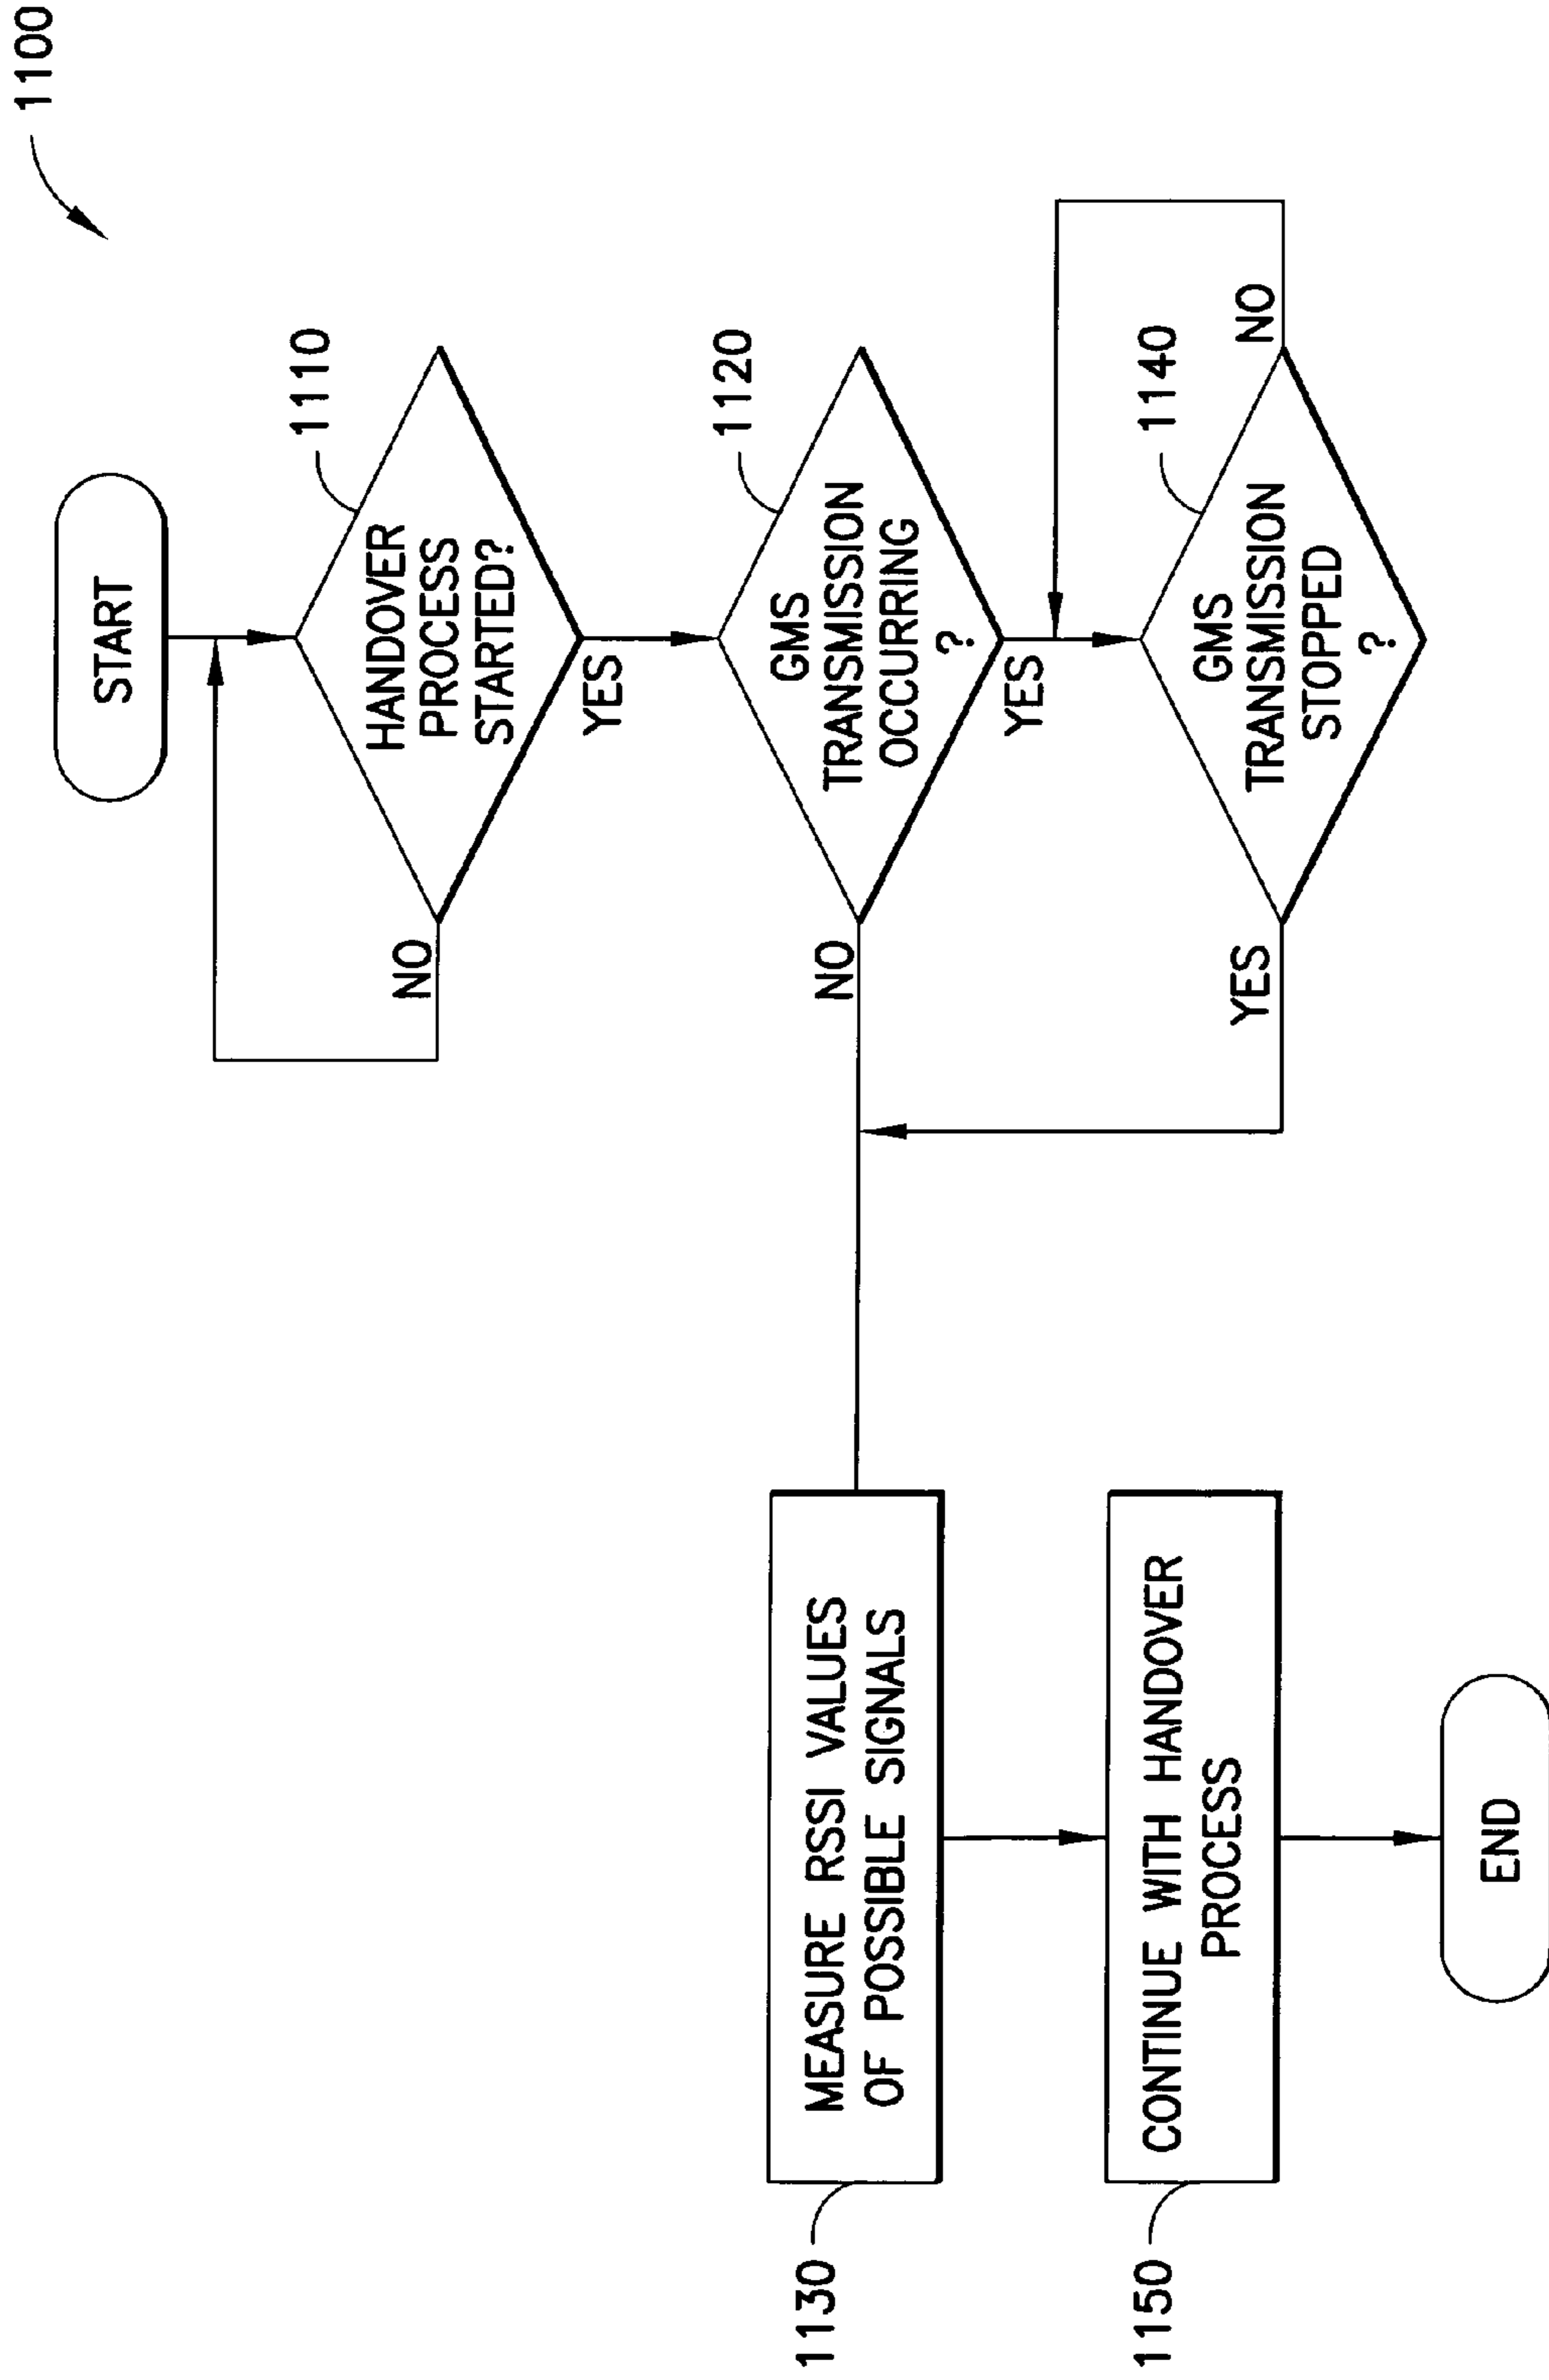 1100
START
1110
HANDOVER
PROCESS
STARTED?
NO
YES
1120
GMS
TRANSMISSION
OCCURRING
?
NO
YES
1140
GMS
TRANSMISSION
STOPPED
?
NO
YES
1130
MEASURE RSSI VALUES
OF POSSIBLE SIGNALS
1150
CONTINUE WITH HANDOVER
PROCESS
END